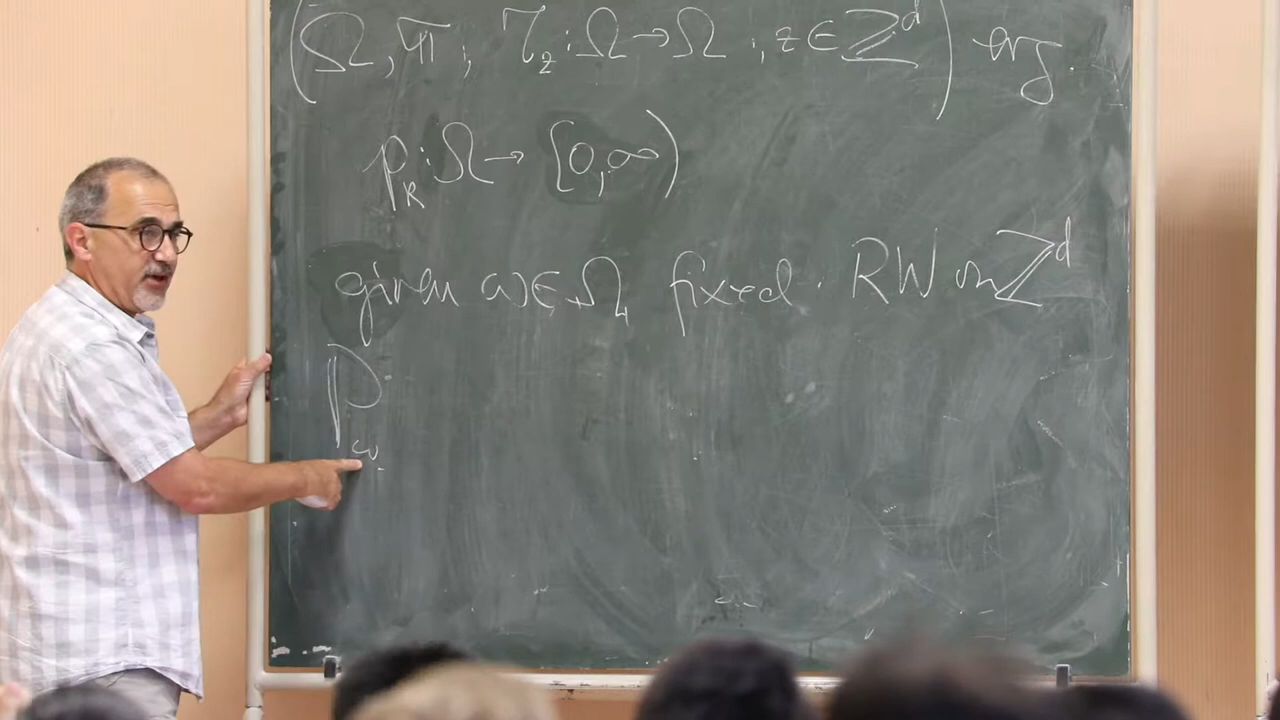 (Ω, π; τ_z : Ω → Ω ; z ∈ ℤ^d) erg.
p_k : Ω → [0, ∞)
given ω ∈ Ω, fixed. RW on ℤ^d
P_ω